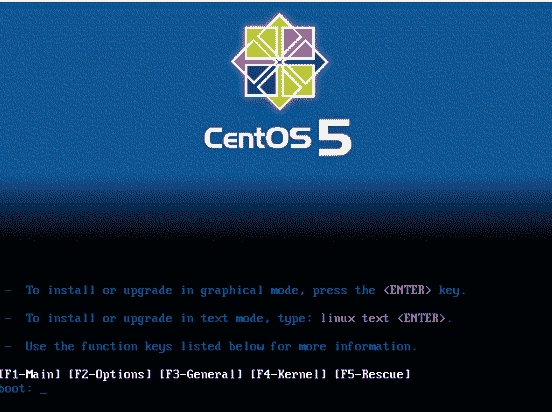 CentOS 5
- To install or upgrade in graphical mode, press the <ENTER> key.
- To install or upgrade in text mode, type: linux text <ENTER>.
- Use the function keys listed below for more information.
[F1-Main] [F2-Options] [F3-General] [F4-Kernel] [F5-Rescue]
boot: _